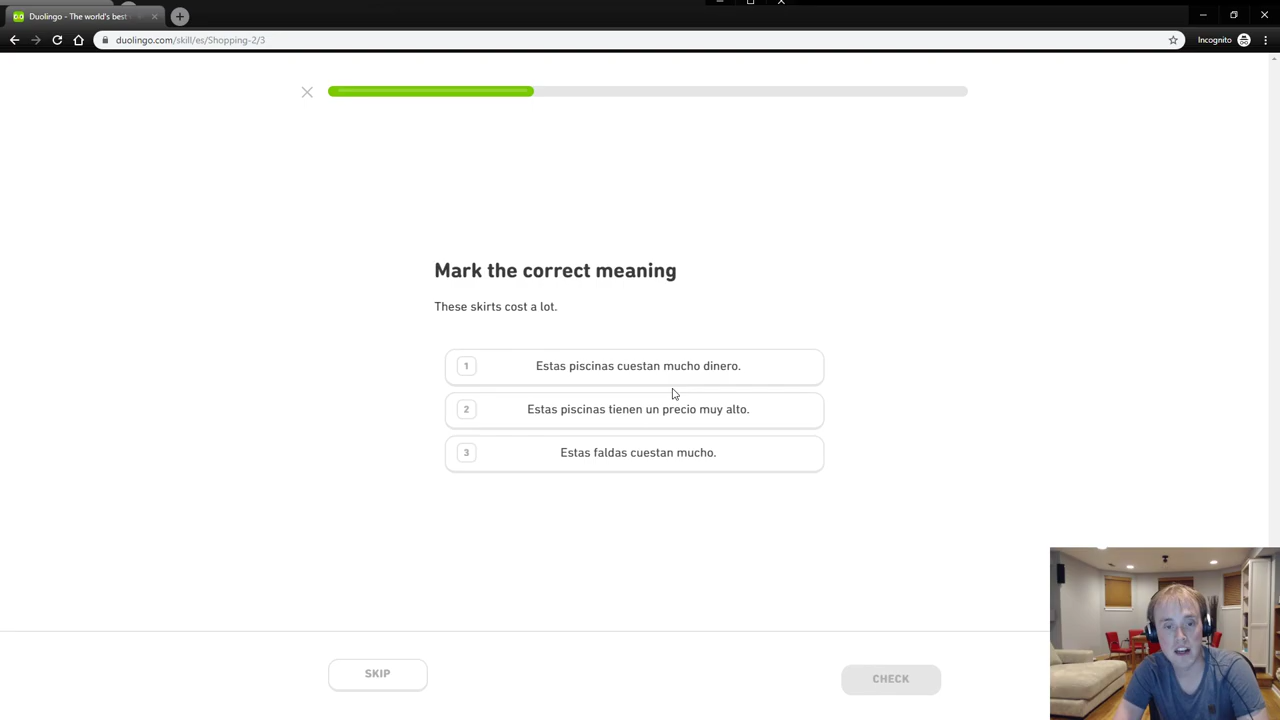 Duolingo - The world's best
duolingo.com/skill/es/Shopping-2/3
Incognito
Mark the correct meaning
These skirts cost a lot.
1 Estas piscinas cuestan mucho dinero.
2 Estas piscinas tienen un precio muy alto.
3 Estas faldas cuestan mucho.
SKIP
CHECK